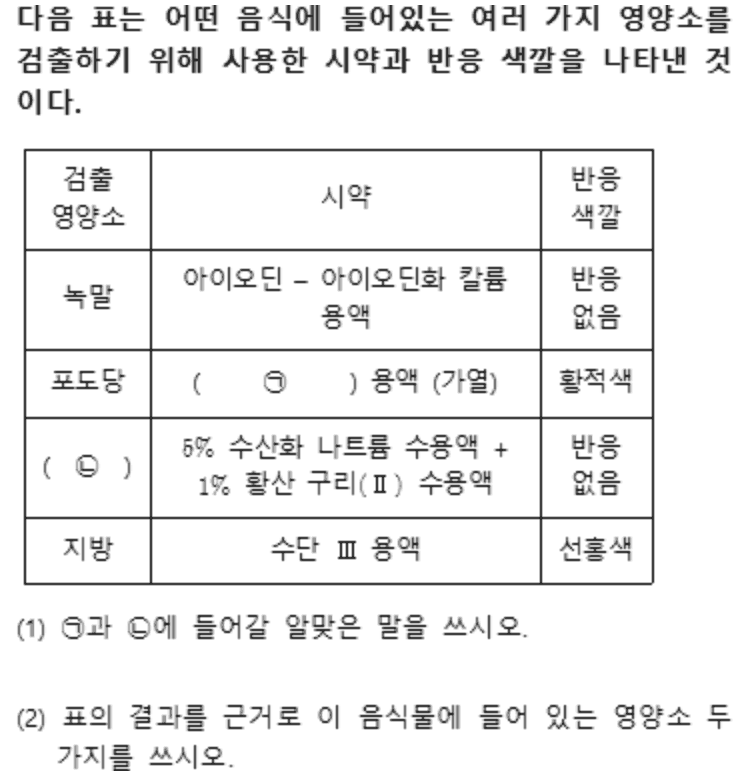 다음 표는 어떤 음식에 들어있는 여러 가지 영양소를
검출하기 위해 사용한 시약과 반응 색깔을 나타낸 것
이다.
검출
영양소
시약
반응
색깔
녹말
아이오딘 – 아이오딘화 칼륨
용액
반응
없음
포도당
( ㉠ ) 용액 (가열)
황적색
( ㉡ )
5% 수산화 나트륨 수용액 +
1% 황산 구리(Ⅱ) 수용액
반응
없음
지방
수단 Ⅲ 용액
선홍색
(1) ㉠과 ㉡에 들어갈 알맞은 말을 쓰시오.
(2) 표의 결과를 근거로 이 음식물에 들어 있는 영양소 두
가지를 쓰시오.